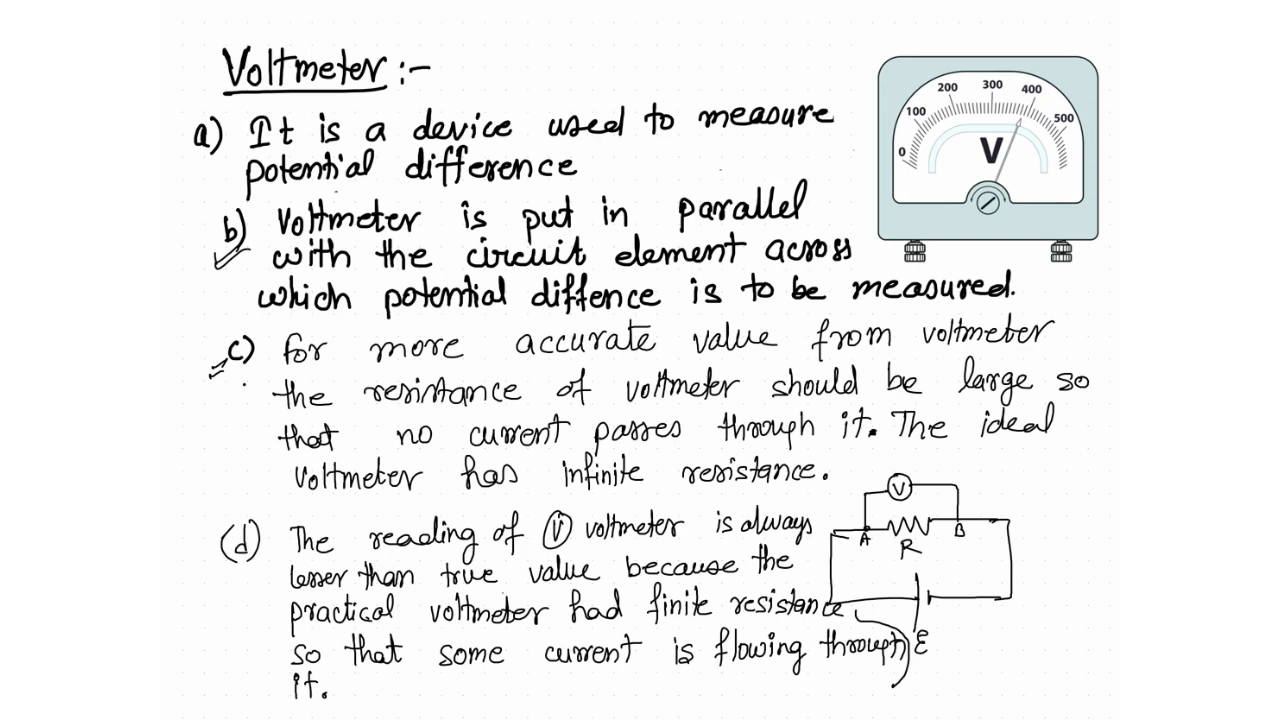 Voltmeter :-
a) It is a device used to measure
potential difference
b) Voltmeter is put in parallel
with the circuit element across
which potential diffence is to be measured.
c) for more accurate value from voltmeter
the resistance of voltmeter should be large so
that no current passes through it. The ideal
voltmeter has infinite resistance.
(d) The reading of V voltmeter is always
lesser than true value because the
practical voltmeter had finite resistance
so that some current is flowing through
it.
0 100 200 300 400 500
V
V
A R B
E